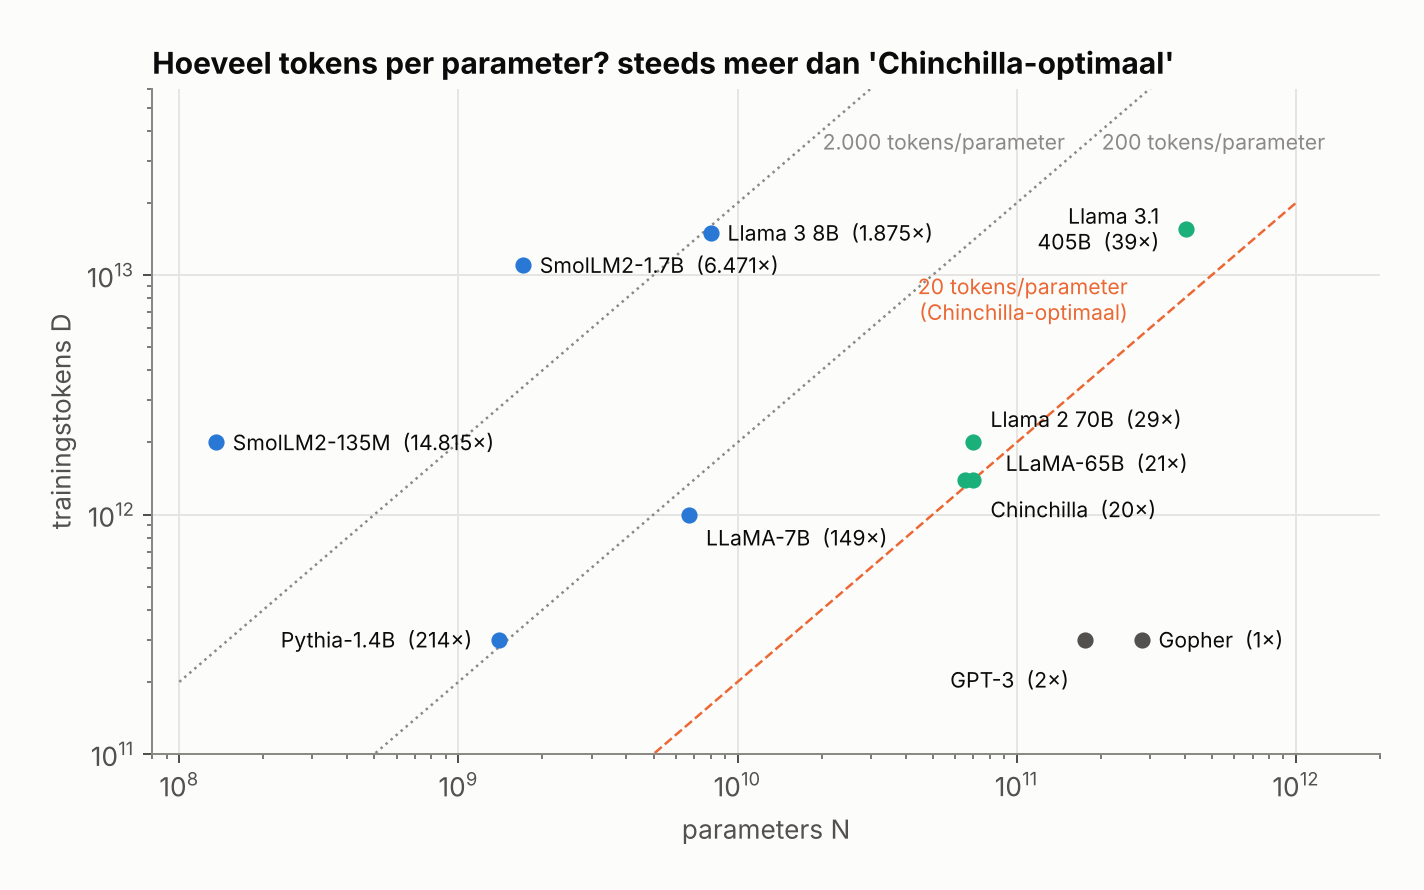 Hoeveel tokens per parameter? steeds meer dan 'Chinchilla-optimaal'
2.000 tokens/parameter
200 tokens/parameter
Llama 3.1
405B (39×)
Llama 3 8B (1.875×)
SmolLM2-1.7B (6.471×)
20 tokens/parameter
(Chinchilla-optimaal)
Llama 2 70B (29×)
SmolLM2-135M (14.815×)
LLaMA-65B (21×)
Chinchilla (20×)
LLaMA-7B (149×)
Pythia-1.4B (214×)
Gopher (1×)
GPT-3 (2×)
trainingstokens D
10¹³
10¹²
10¹¹
10⁸
10⁹
10¹⁰
10¹¹
10¹²
parameters N